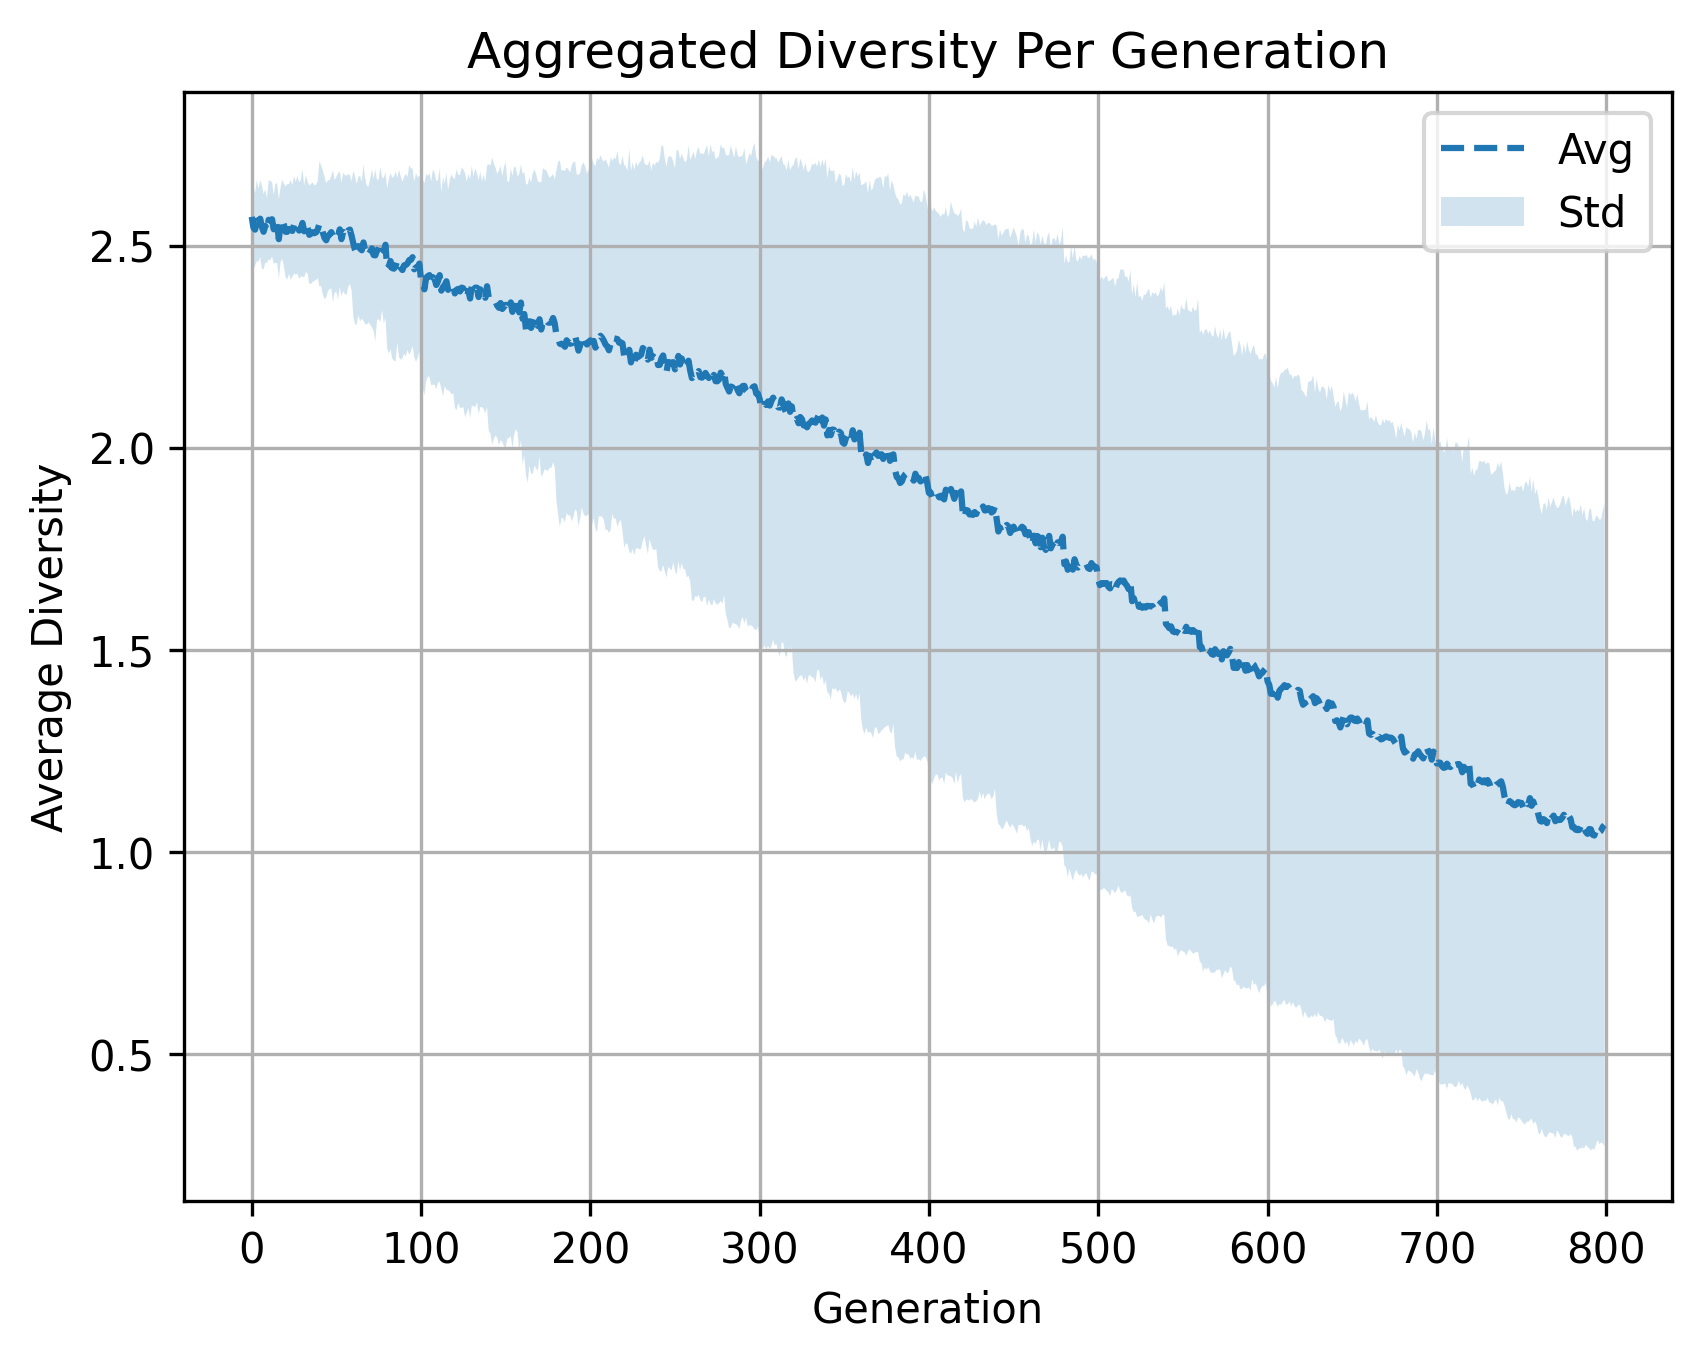 Aggregated Diversity Per Generation
Avg
Std
Average Diversity
2.5
2.0
1.5
1.0
0.5
0 100 200 300 400 500 600 700 800
Generation